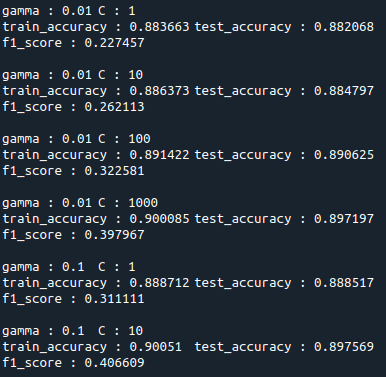 gamma : 0.01 C : 1
train_accuracy : 0.883663 test_accuracy : 0.882068
f1_score : 0.227457
gamma : 0.01 C : 10
train_accuracy : 0.886373 test_accuracy : 0.884797
f1_score : 0.262113
gamma : 0.01 C : 100
train_accuracy : 0.891422 test_accuracy : 0.890625
f1_score : 0.322581
gamma : 0.01 C : 1000
train_accuracy : 0.900085 test_accuracy : 0.897197
f1_score : 0.397967
gamma : 0.1 C : 1
train_accuracy : 0.888712 test_accuracy : 0.888517
f1_score : 0.311111
gamma : 0.1 C : 10
train_accuracy : 0.90051 test_accuracy : 0.897569
f1_score : 0.406609